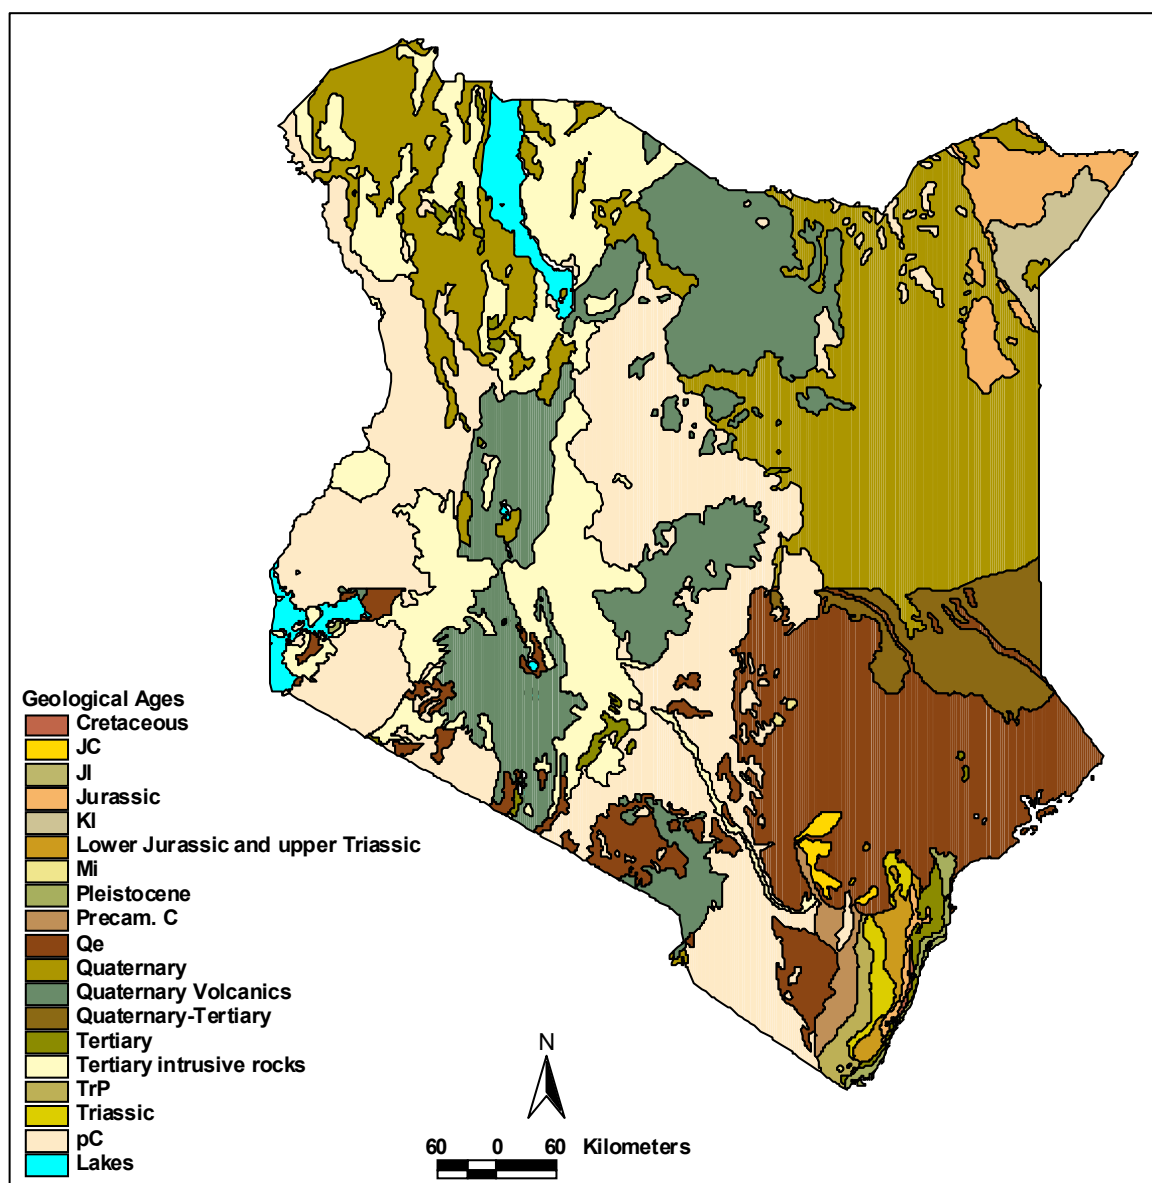 Geological Ages
Cretaceous
JC
Jl
Jurassic
Kl
Lower Jurassic and upper Triassic
Mi
Pleistocene
Precam. C
Qe
Quaternary
Quaternary Volcanics
Quaternary-Tertiary
Tertiary
Tertiary intrusive rocks
TrP
Triassic
pC
Lakes
N
60 0 60 Kilometers